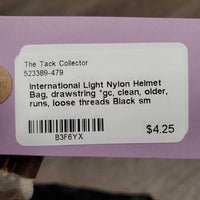 The Tack Collector
523389-479
International Light Nylon Helmet
Bag, drawstring *gc, clean, older,
runs, loose threads Black sm
B3F6YX
$4.25